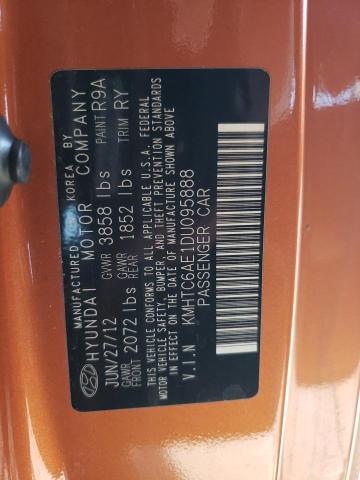 MANUFACTURED IN KOREA BY
HYUNDAI MOTOR COMPANY
JUN/27/12 GVWR 3858 lbs PAINT R9A
GAWR FRONT 2072 lbs GAWR REAR 1852 lbs TRIM RY
THIS VEHICLE CONFORMS TO ALL APPLICABLE U.S.A. FEDERAL
MOTOR VEHICLE SAFETY, BUMPER, AND THEFT PREVENTION STANDARDS
IN EFFECT ON THE DATE OF MANUFACTURE SHOWN ABOVE.
V.I.N KMHTC6AE1DU095888
PASSENGER CAR